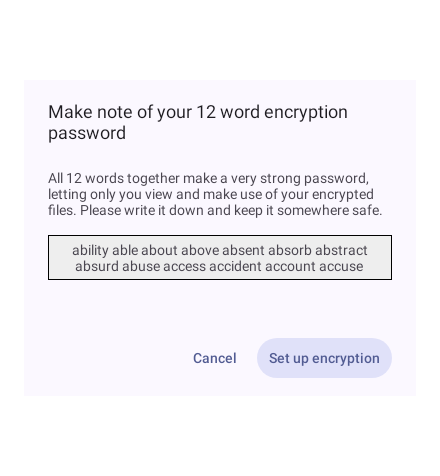 Make note of your 12 word encryption
password
All 12 words together make a very strong password,
letting only you view and make use of your encrypted
files. Please write it down and keep it somewhere safe.
ability able about above absent absorb abstract
absurd abuse access accident account accuse
Cancel
Set up encryption